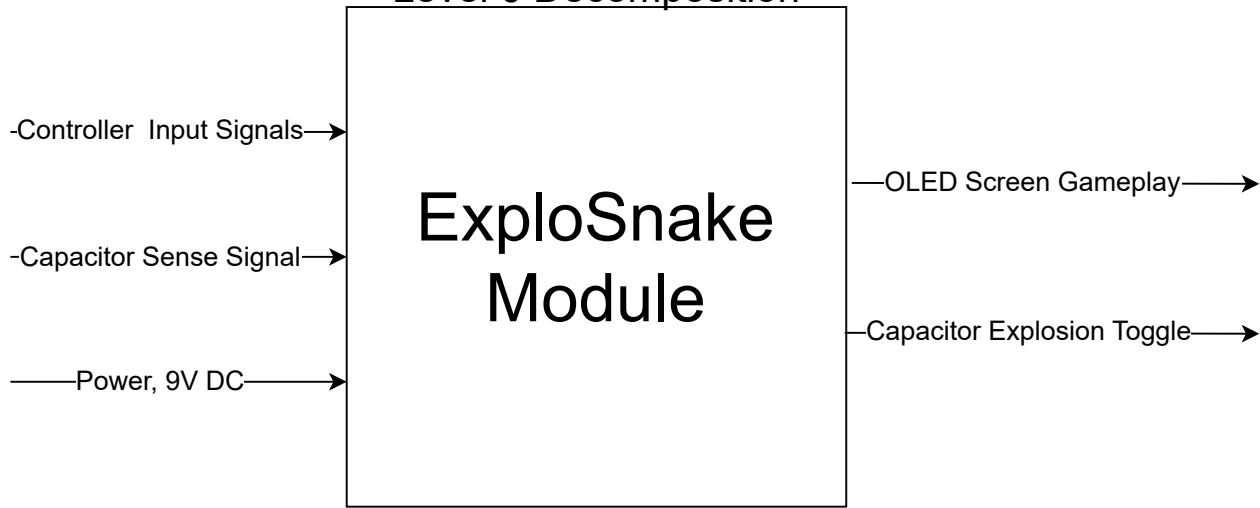 Level 0 Decomposition
Controller  Input Signals
Capacitor Sense Signal
Power, 9V DC
ExploSnake
Module
OLED Screen Gameplay
Capacitor Explosion Toggle